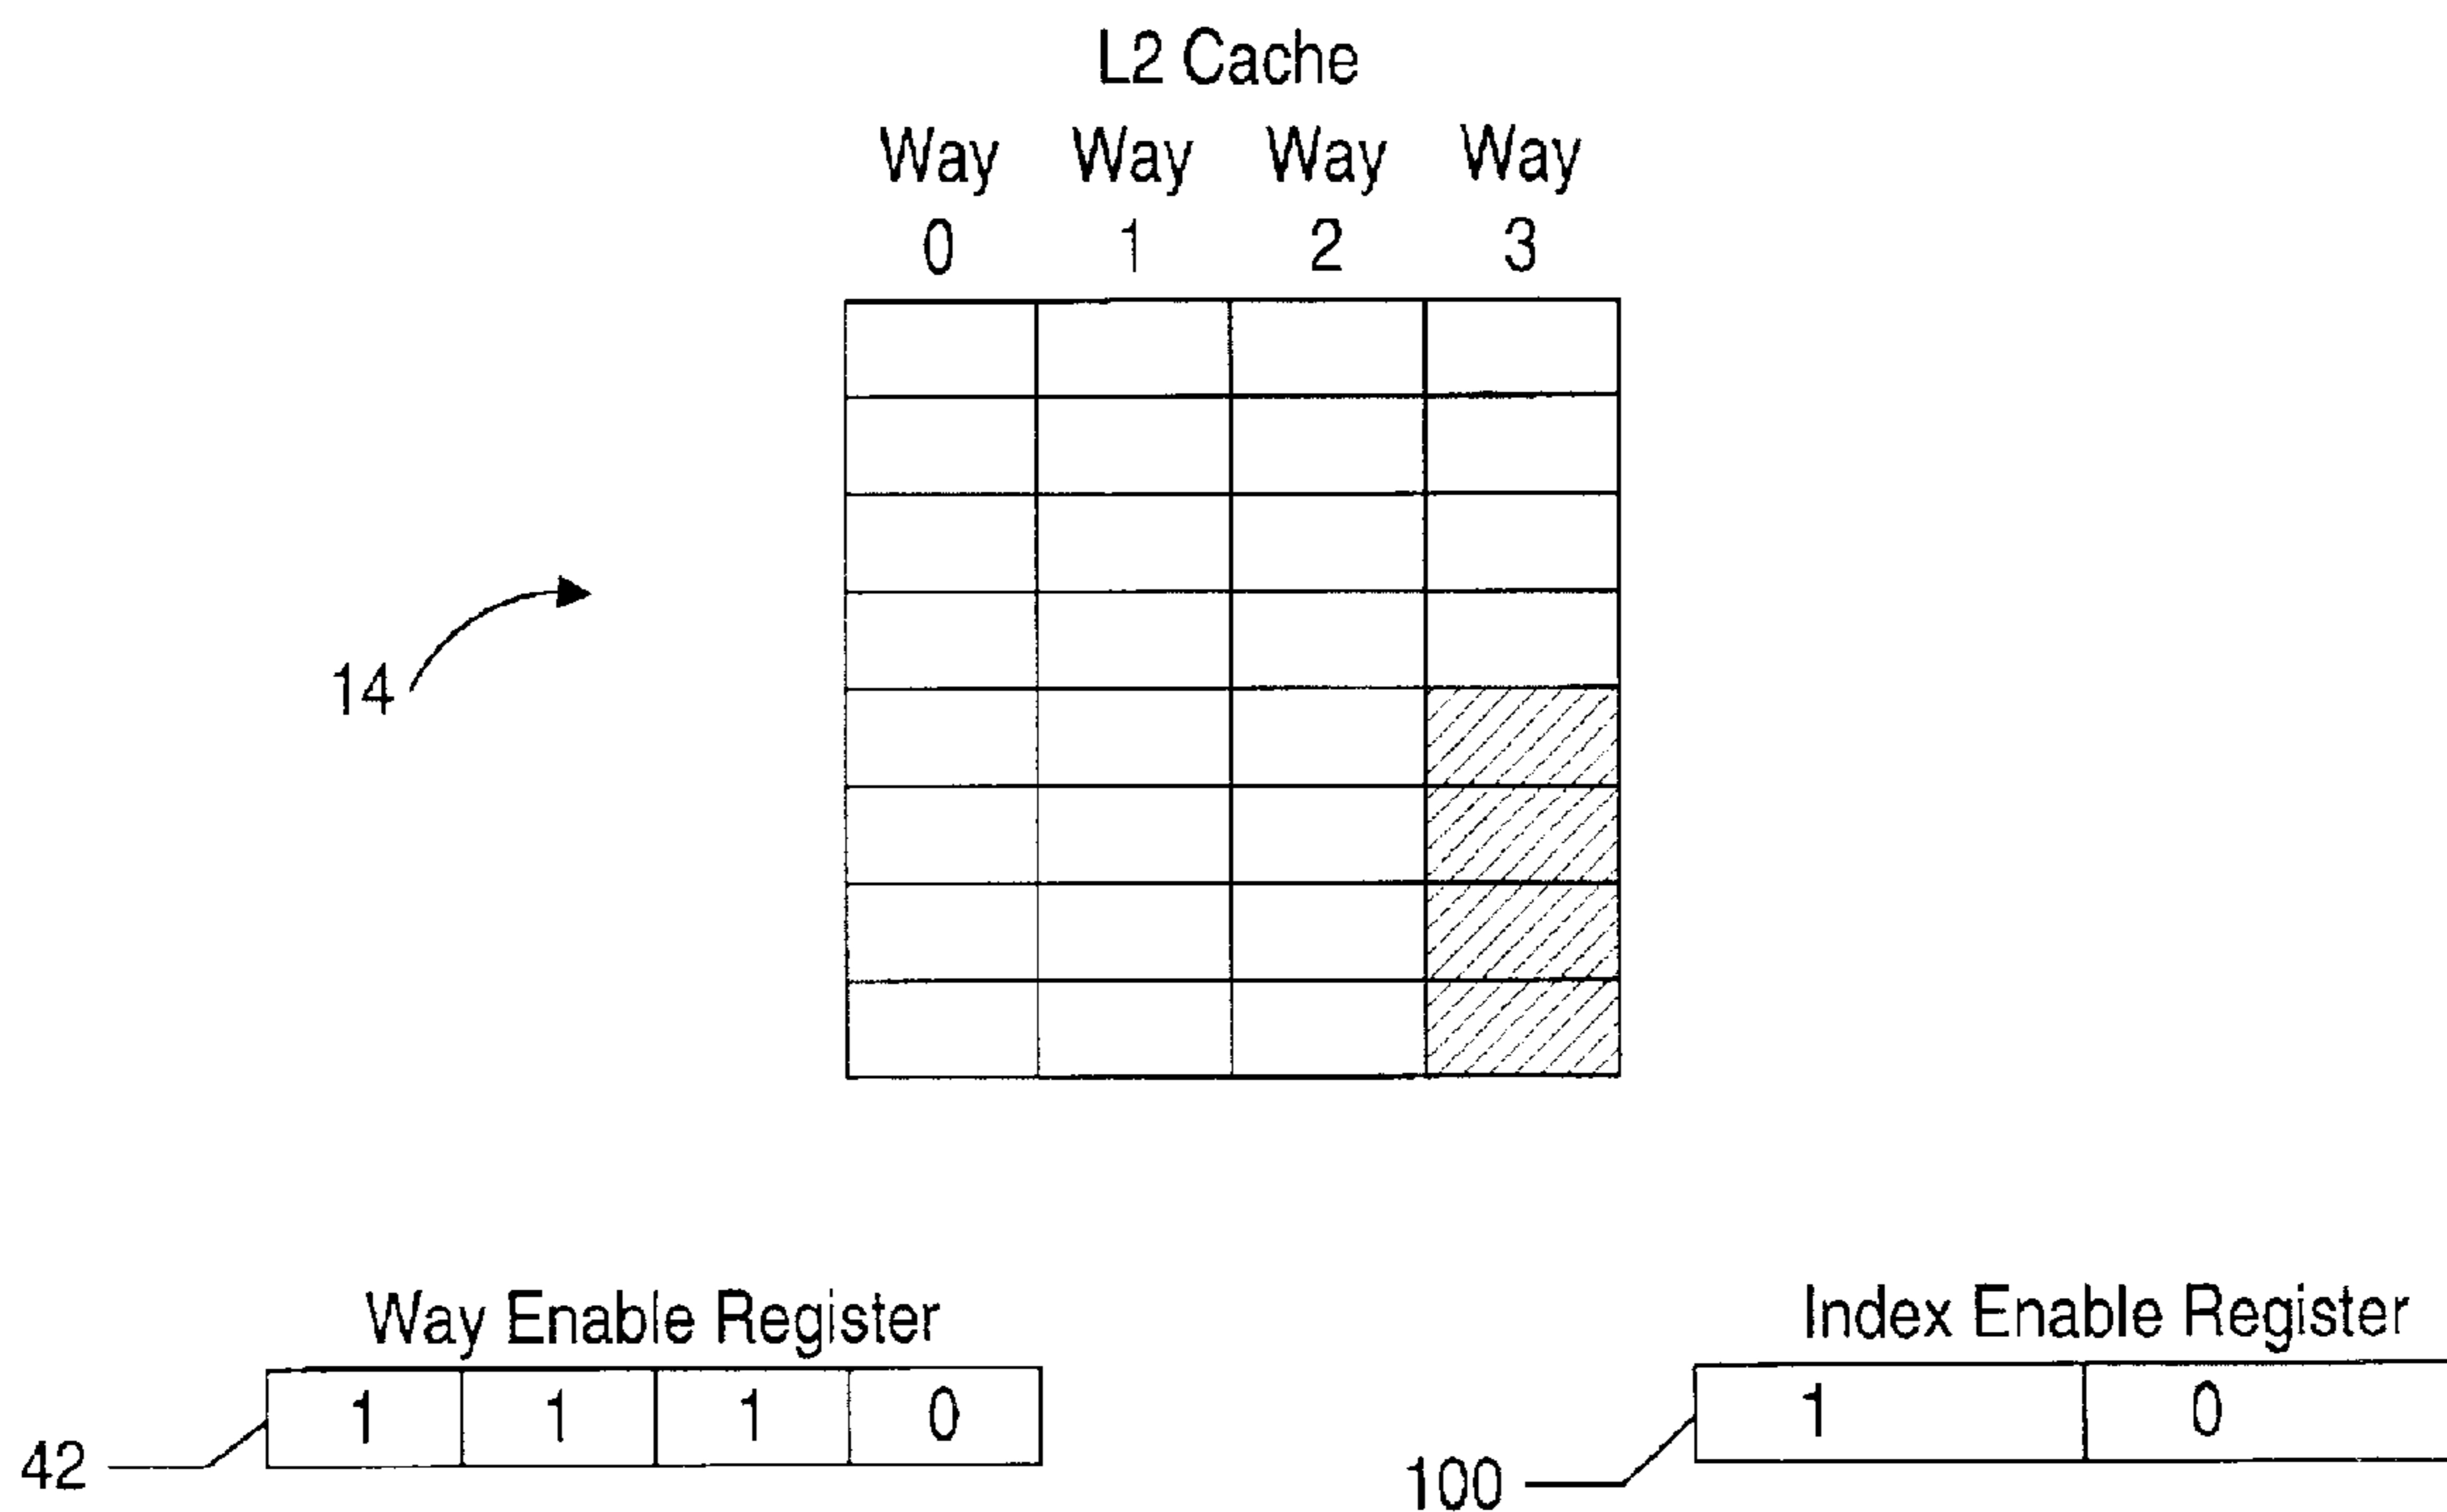 L2 Cache
Way Way Way Way
0 1 2 3
14
Way Enable Register
1 1 1 0
42
Index Enable Register
1 0
100